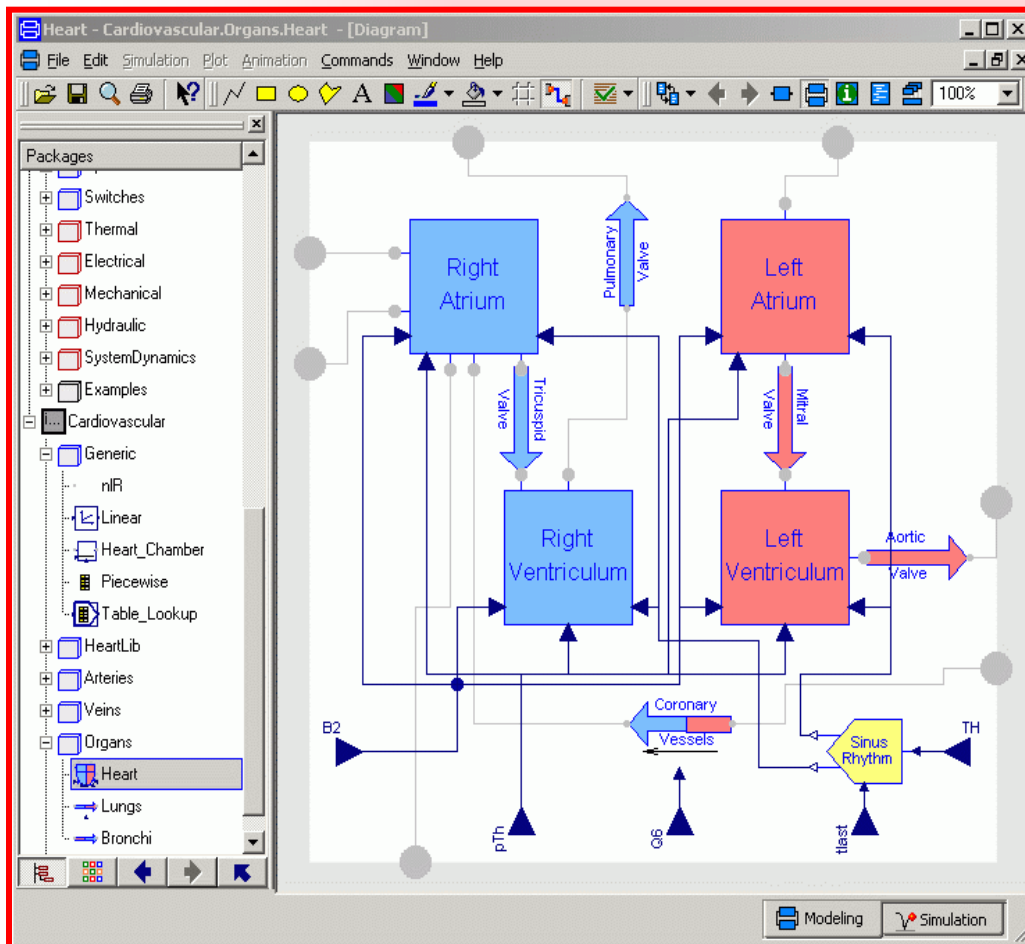 Heart - Cardiovascular.Organs.Heart - [Diagram]
File Edit Simulation Plot Animation Commands Window Help
100%
Packages
Switches
Thermal
Electrical
Mechanical
Hydraulic
SystemDynamics
Examples
Cardiovascular
Generic
nlR
Linear
Heart_Chamber
Piecewise
Table_Lookup
HeartLib
Arteries
Veins
Organs
Heart
Lungs
Bronchi
Right
Atrium
Pulmonary
Valve
Left
Atrium
Tricuspid
Valve
Mitral
Valve
Right
Ventriculum
Left
Ventriculum
Aortic
Valve
B2
Coronary
Vessels
Sinus
Rhythm
TH
pTh
Q6
tlast
Modeling
Simulation